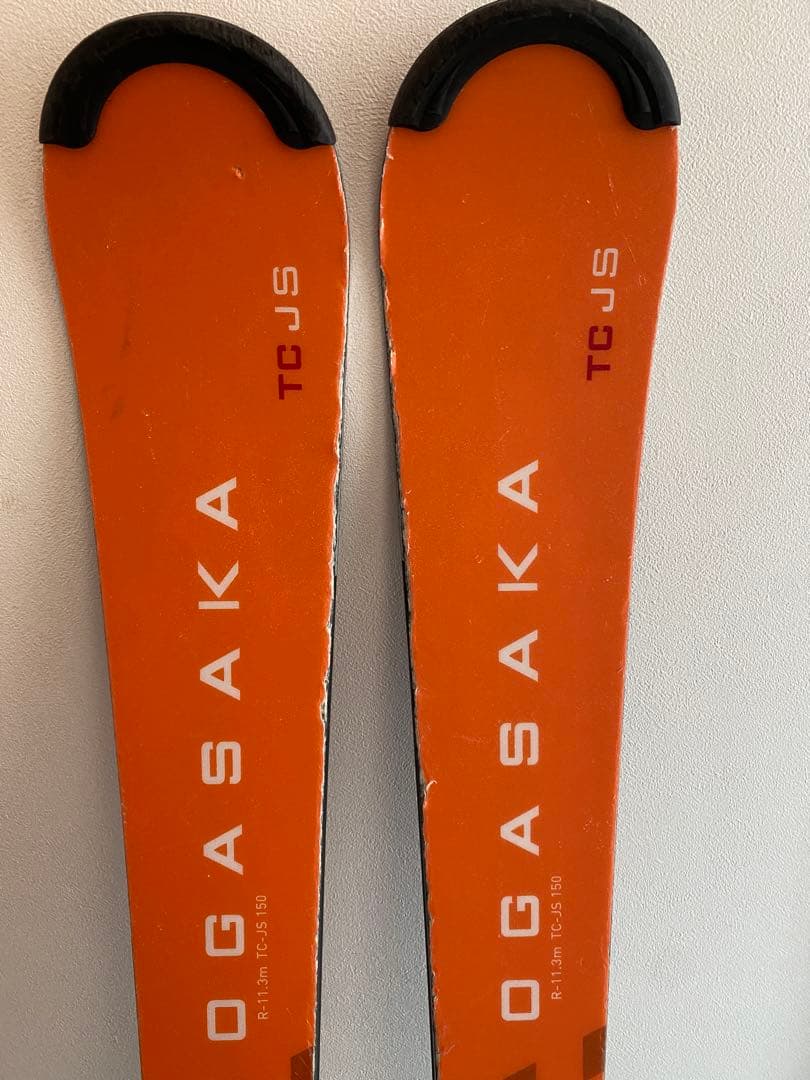 TC JS
OGASAKA
R-11.3m TC-JS 150
TC JS
OGASAKA
R-11.3m TC-JS 150